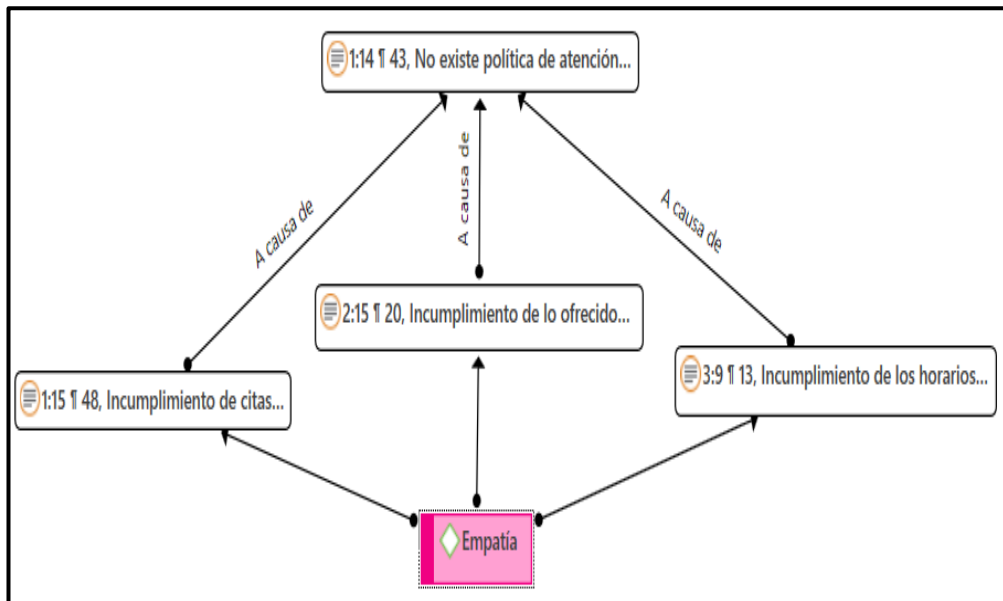 1:14 ¶ 43, No existe política de atención...
A causa de
A causa de
A causa de
2:15 ¶ 20, Incumplimiento de lo ofrecido...
1:15 ¶ 48, Incumplimiento de citas...
3:9 ¶ 13, Incumplimiento de los horarios...
Empatía